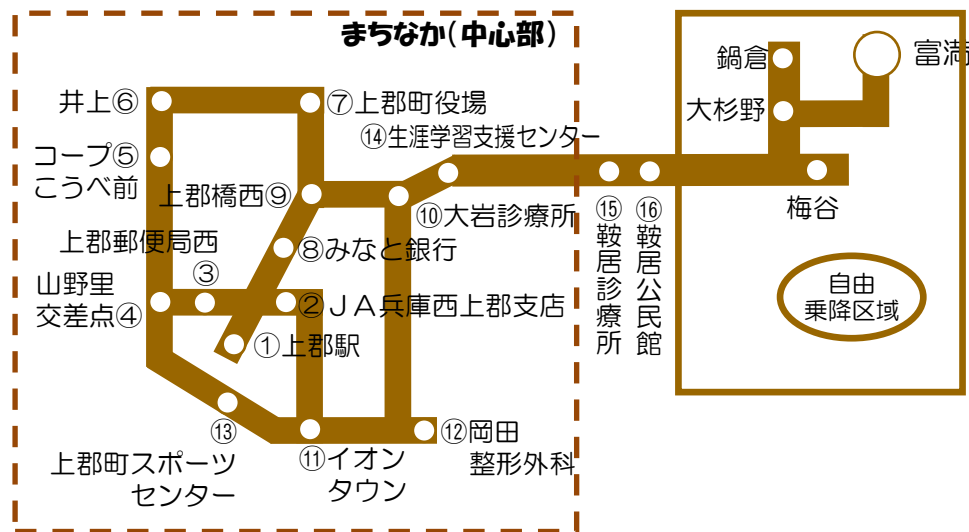 まちなか(中心部)
井上⑥
⑦上郡町役場
⑭生涯学習支援センター
コープ⑤
こうべ前
上郡橋西⑨
⑩大岩診療所
上郡郵便局西
③
⑧みなと銀行
山野里
交差点④
②JA兵庫西上郡支店
①上郡駅
⑬
上郡町スポーツ
センター
⑪イオン
タウン
⑫岡田
整形外科
⑮鞍居診療所
⑯鞍居公民館
鍋倉
富満
大杉野
梅谷
自由
乗降区域